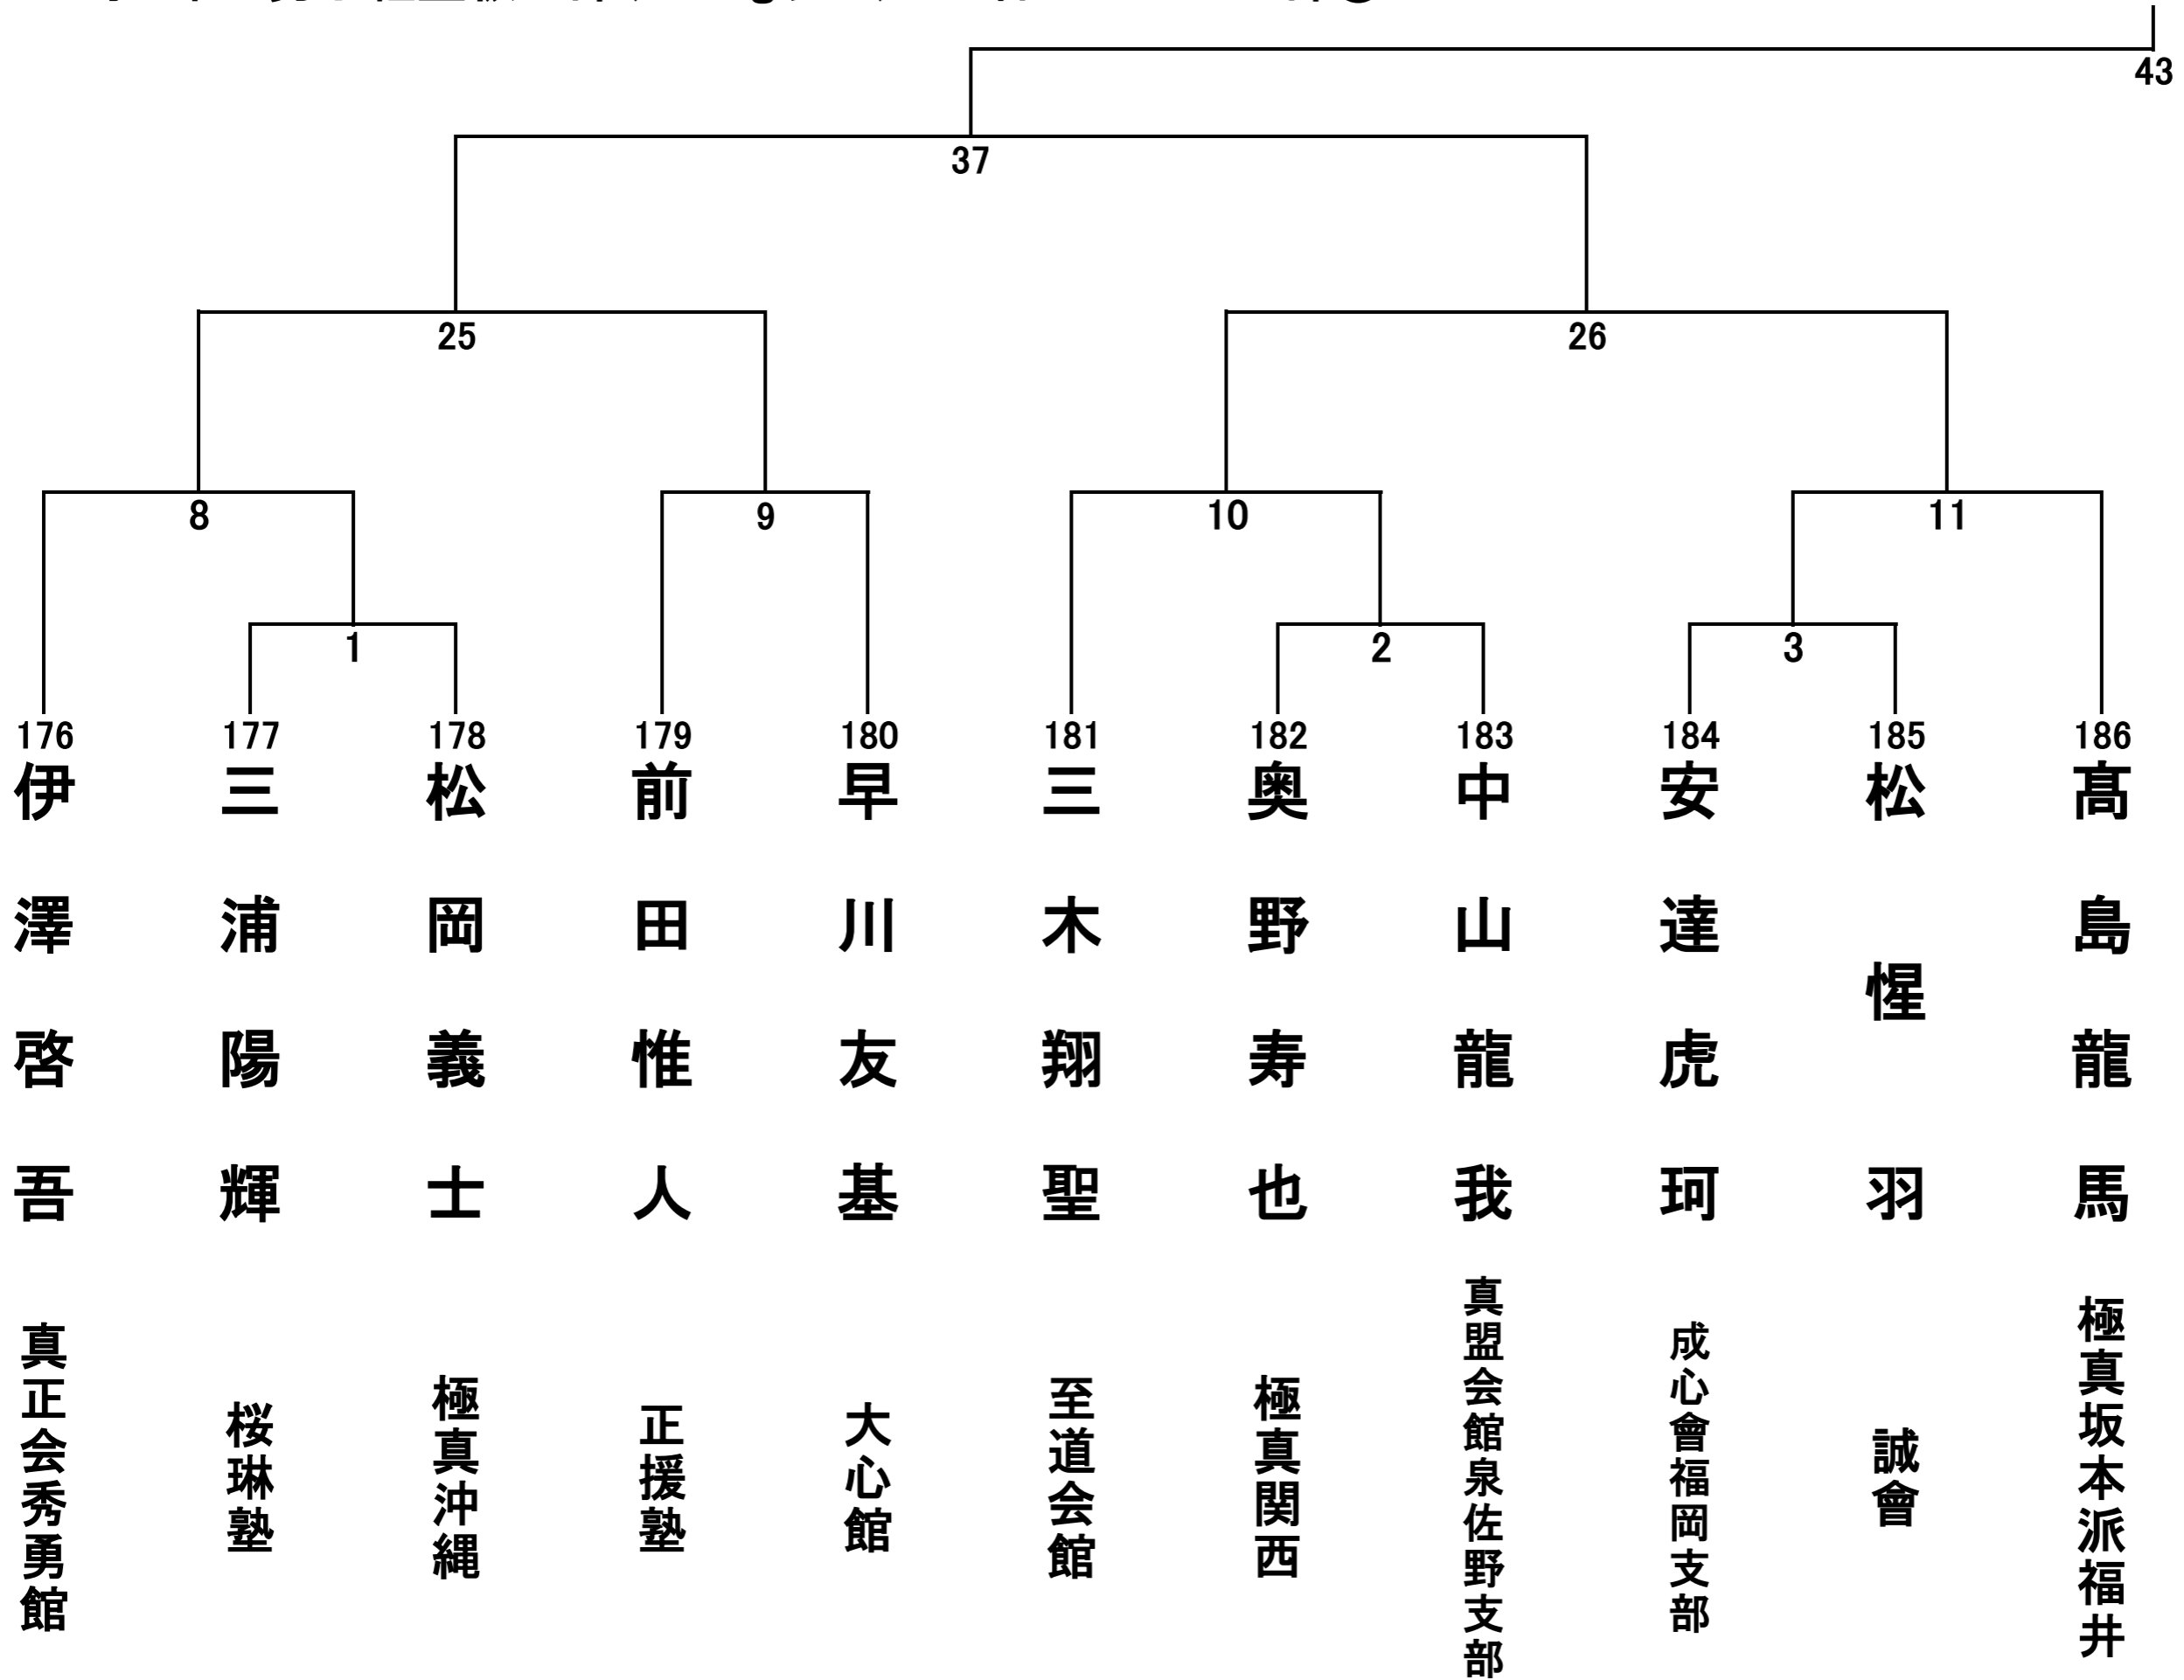 43
37
25
26
8
9
10
11
1
2
3
176
177
178
179
180
181
182
183
184
185
186
伊澤啓吾
三浦陽輝
松岡義士
前田惟人
早川友基
三木翔聖
奥野寿也
中山龍我
安達虎珂
松惺羽
髙島龍馬
真正会秀勇館
桜琳塾
極真沖縄
正援塾
大心館
至道会館
極真関西
真盟会館泉佐野支部
成心會福岡支部
誠會
極真坂本派福井